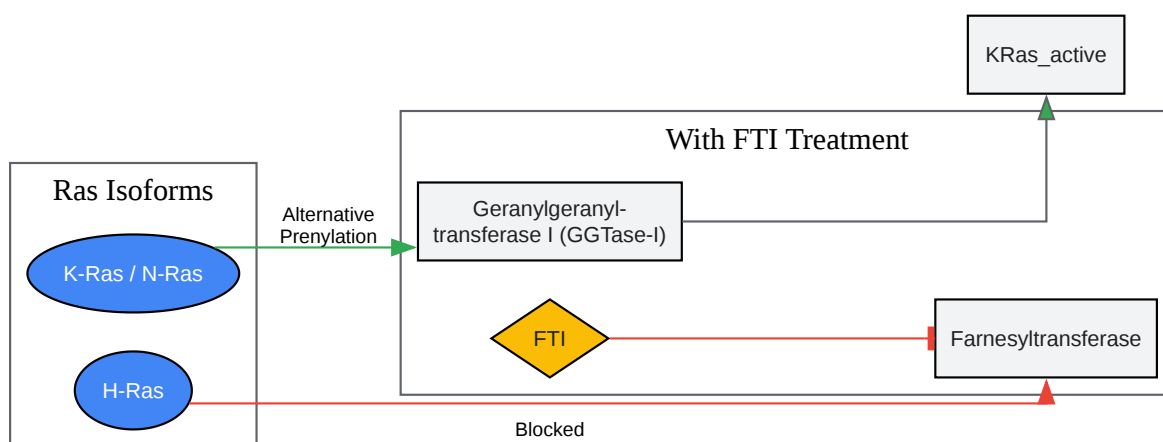 KRas_active
With FTI Treatment
Ras Isoforms
Geranylgeranyl-
transferase I (GGTase-I)
Alternative
Prenylation
K-Ras / N-Ras
FTI
Farnesyltransferase
H-Ras
Blocked